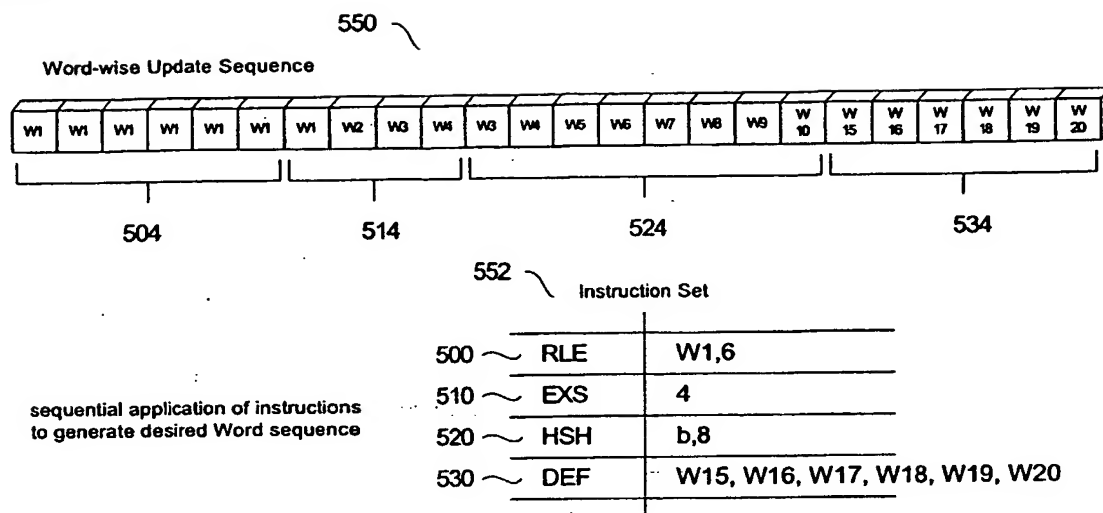 550
Word-wise Update Sequence
W1 W1 W1 W1 W1 W1 W1 W2 W3 W4 W3 W4 W5 W6 W7 W8 W9 W 10 W 15 W 16 W 17 W 18 W 19 W 20
504 514 524 534
552
Instruction Set
500 RLE W1,6
510 EXS 4
sequential application of instructions
to generate desired Word sequence
520 HSH b,8
530 DEF W15, W16, W17, W18, W19, W20